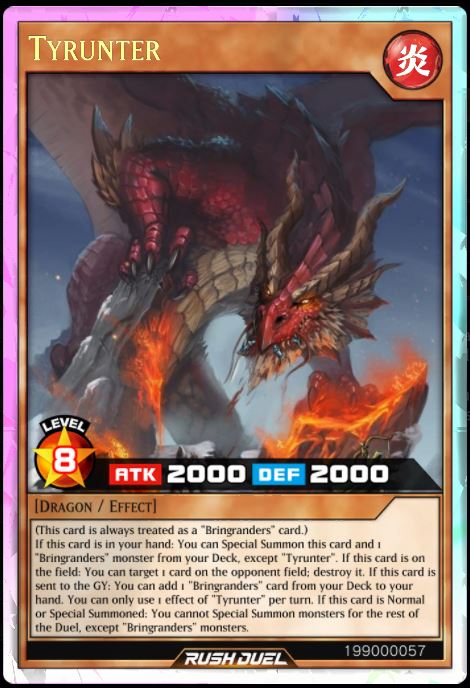 TYRUNTER
炎
LEVEL
8
ATK 2000 DEF 2000
[DRAGON / EFFECT]
(This card is always treated as a "Bringranders" card.)
If this card is in your hand: You can Special Summon this card and 1
"Bringranders" monster from your Deck, except "Tyrunter". If this card is on
the field: You can target 1 card on the opponent field; destroy it. If this card is
sent to the GY: You can add 1 "Bringranders" card from your Deck to your
hand. You can only use 1 effect of "Tyrunter" per turn. If this card is Normal
or Special Summoned: You cannot Special Summon monsters for the rest of
the Duel, except "Bringranders" monsters.
199000057
RUSH DUEL